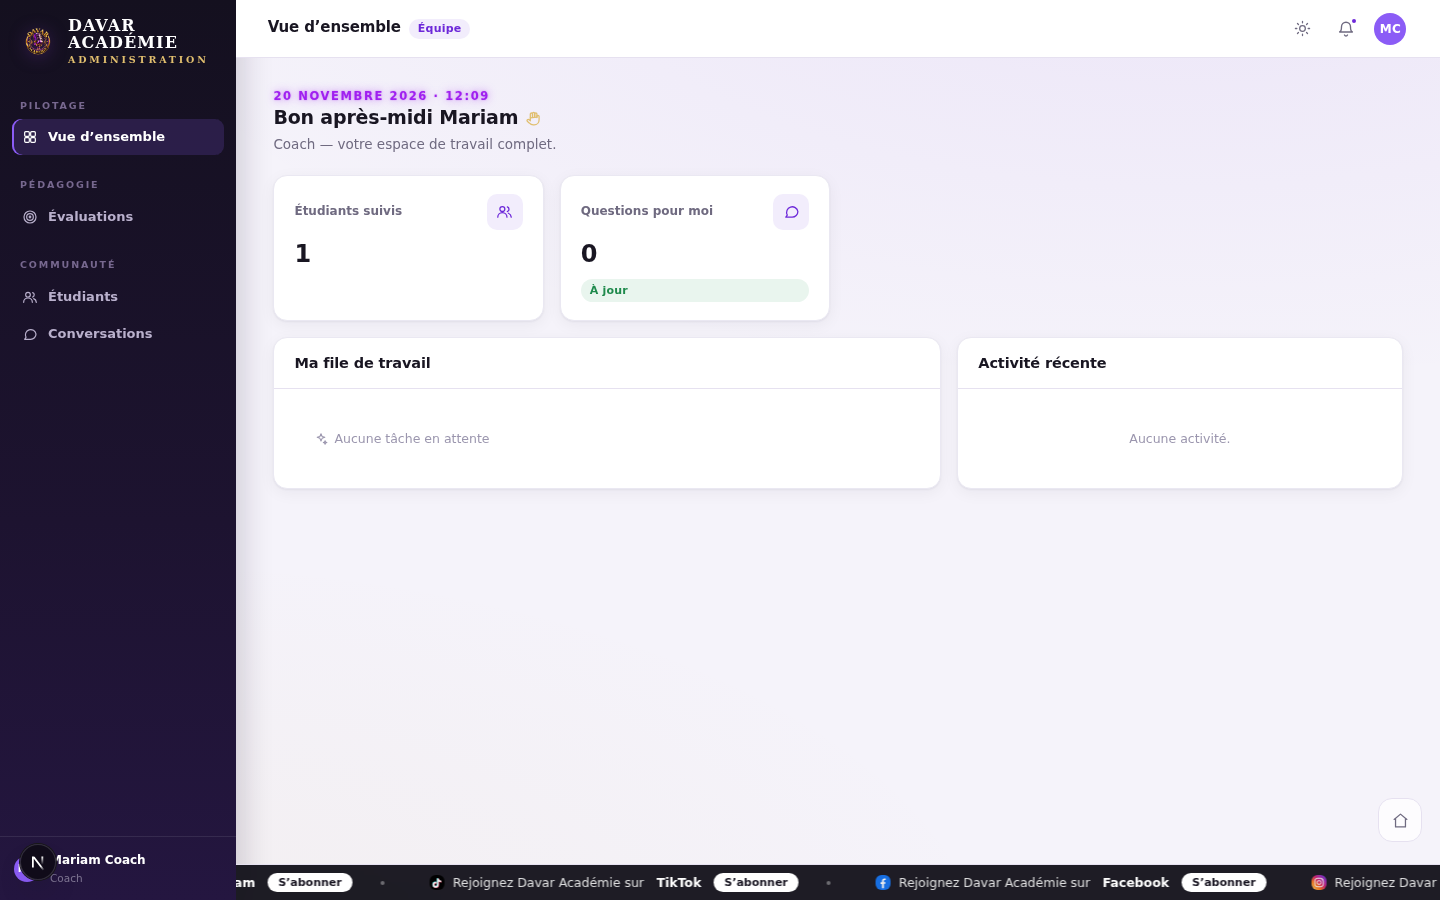 DAVAR
ACADÉMIE
ADMINISTRATION
PILOTAGE
Vue d’ensemble
PÉDAGOGIE
Évaluations
COMMUNAUTÉ
Étudiants
Conversations
Mariam Coach
Coach
Vue d’ensemble
Équipe
MC
20 NOVEMBRE 2026 · 12:09
Bon après-midi Mariam
Coach — votre espace de travail complet.
Étudiants suivis
1
Questions pour moi
0
À jour
Ma file de travail
Aucune tâche en attente
Activité récente
Aucune activité.
am S’abonner • Rejoignez Davar Académie sur TikTok S’abonner • Rejoignez Davar Académie sur Facebook S’abonner Rejoignez Davar